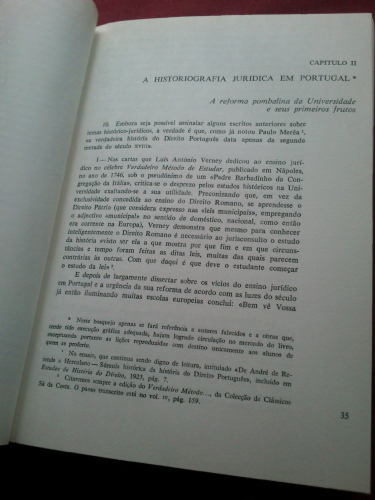 CAPITULO II
A HISTORIOGRAFIA JURIDICA EM PORTUGAL *
A reforma pombalina da Universidade
e seus primeiros frutos
10. Embora seja possível assinalar alguns escritos anteriores sobre
temas histórico-jurídicos, a verdade é que, como já notou Paulo Merêa ¹,
«a verdadeira história do Direito Português data apenas da segunda
metade do século XVIII».
I — Nas cartas que Luís António Verney dedicou ao ensino jurí-
dico no célebre Verdadeiro Método de Estudar, publicado em Nápoles,
no ano de 1746, sob o pseudónimo de um «Padre Barbadinho da Con-
gregação da Itália», critica-se o desprezo pelos estudos históricos na Uni-
versidade exaltando-se a sua utilidade. Preconizando que, em vez da
exclusividade concedida ao ensino do Direito Romano, se aprendesse o
Direito Pátrio (que considera expresso nas «leis municipais», empregando
o adjectivo «municipal» no sentido de doméstico, nacional, como então
era corrente na Europa), Verney demonstra que mesmo para conhecer
inteligentemente o Direito Romano é necessário ao jurisconsulto o estudo
da história «visto ser ela a que mostra por que fim e em que circuns-
tâncias e tempo foram feitas as ditas leis, muitas das quais parecem
contrárias às outras. Com que daqui é que deve o estudante começar
o estudo da lei» ²
E depois de largamente dissertar sobre os vícios do ensino jurídico
em Portugal e a urgência da sua reforma de acordo com as luzes do século
já então iluminando muitas escolas europeias conclui: «Bem vê Vossa
* Neste bosquejo apenas se fará referência a autores falecidos e a obras que,
tendo tido execução gráfica adequada, hajam logrado circulação no mercado do livro,
exceptuando portanto as lições reproduzidas com destino unicamente aos alunos de
quem as proferiu.
¹ No ensaio, que continua sendo digno de leitura, intitulado «De André de Re-
sende a Herculano — Súmula histórica da história do Direito Português», incluído em
Estudos de História do Direito, 1923, pág. 7.
² Citaremos sempre a edição do Verdadeiro Método..., da Colecção de Clássicos
Sá da Costa. O passo transcrito está no vol. IV, pág. 159.
35